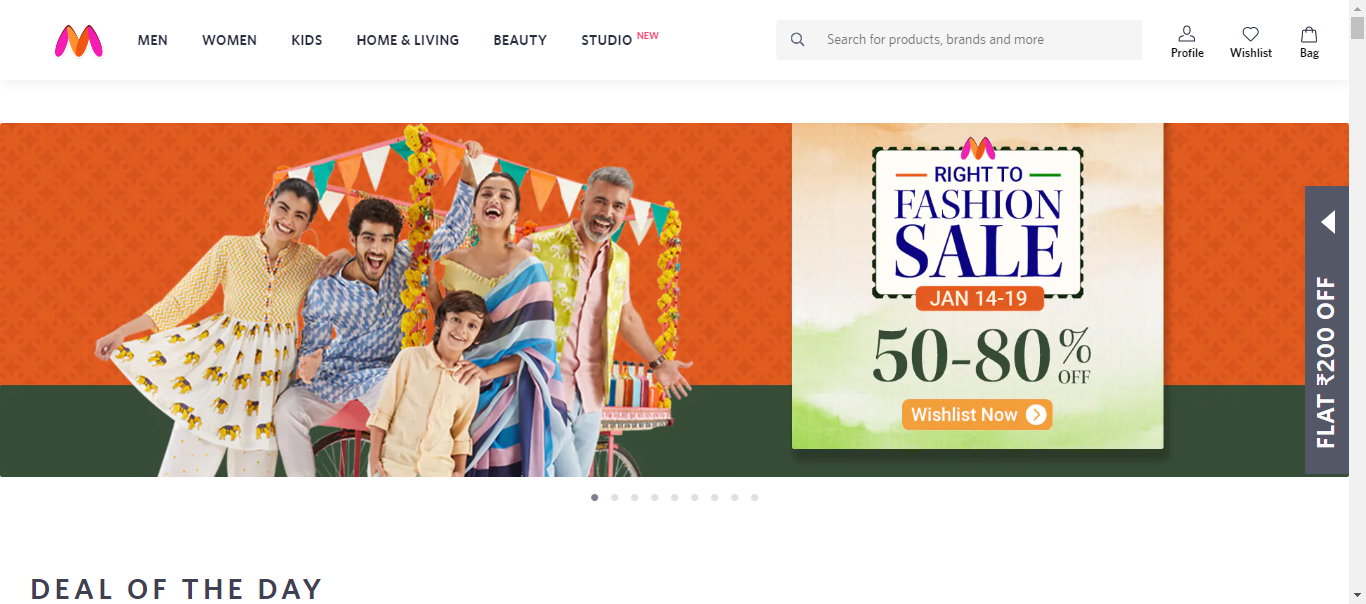 MEN WOMEN KIDS HOME & LIVING BEAUTY STUDIO NEW Search for products, brands and more
Profile Wishlist Bag
RIGHT TO
FASHION
SALE
JAN 14-19
50-80% OFF
Wishlist Now
FLAT ₹200 OFF
DEAL OF THE DAY